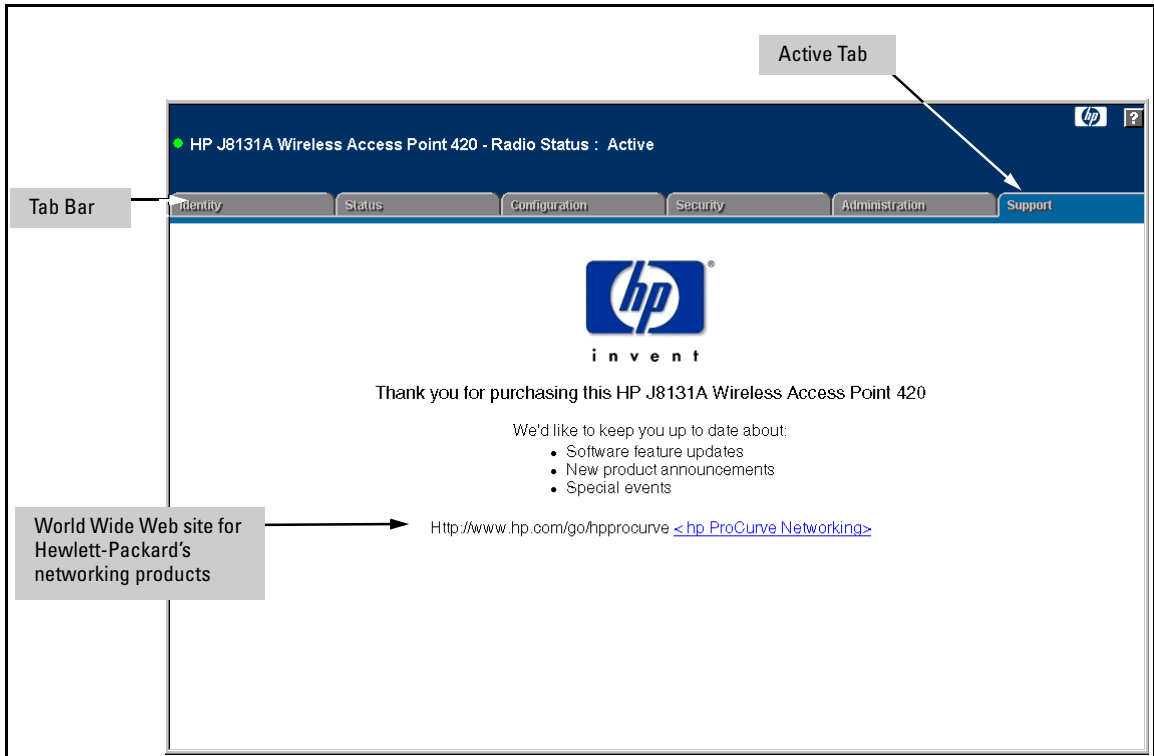 Active Tab
hp ?
HP J8131A Wireless Access Point 420 - Radio Status : Active
Tab Bar
Identity Status Configuration Security Administration Support
hp®
invent
Thank you for purchasing this HP J8131A Wireless Access Point 420
We'd like to keep you up to date about:
• Software feature updates
• New product announcements
• Special events
World Wide Web site for
Hewlett-Packard’s
networking products
Http://www.hp.com/go/hpprocurve < hp ProCurve Networking>